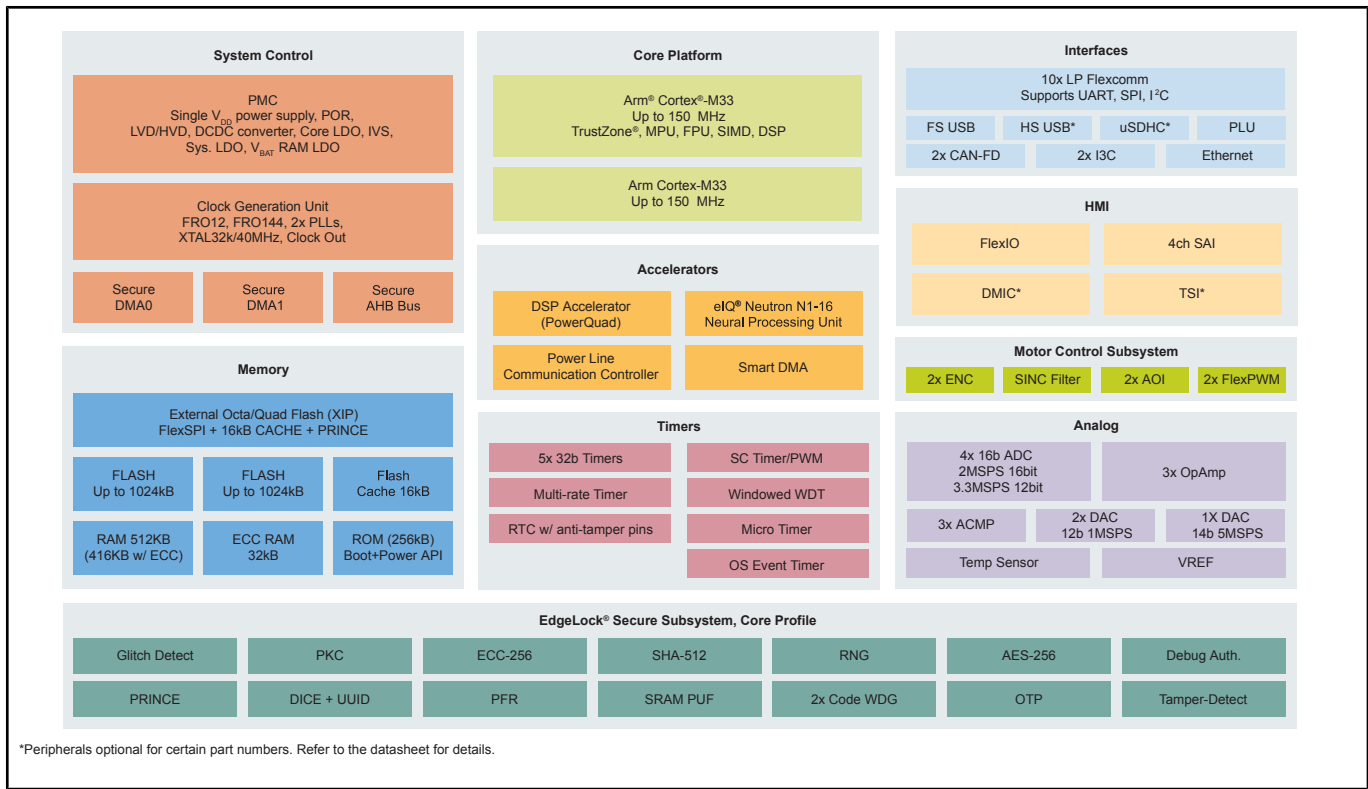 System Control
PMC
Single VDD power supply, POR,
LVD/HVD, DCDC converter, Core LDO, IVS,
Sys. LDO, VBAT RAM LDO
Clock Generation Unit
FRO12, FRO144, 2x PLLs,
XTAL32k/40MHz, Clock Out
Secure
DMA0
Secure
DMA1
Secure
AHB Bus
Memory
External Octa/Quad Flash (XIP)
FlexSPI + 16kB CACHE + PRINCE
FLASH
Up to 1024kB
FLASH
Up to 1024kB
Flash
Cache 16kB
RAM 512KB
(416KB w/ ECC)
ECC RAM
32kB
ROM (256kB)
Boot+Power API
Core Platform
Arm® Cortex®-M33
Up to 150 MHz
TrustZone®, MPU, FPU, SIMD, DSP
Arm Cortex-M33
Up to 150 MHz
Accelerators
DSP Accelerator
(PowerQuad)
eIQ® Neutron N1-16
Neural Processing Unit
Power Line
Communication Controller
Smart DMA
Timers
5x 32b Timers
SC Timer/PWM
Multi-rate Timer
Windowed WDT
RTC w/ anti-tamper pins
Micro Timer
OS Event Timer
Interfaces
10x LP Flexcomm
Supports UART, SPI, I²C
FS USB
HS USB*
uSDHC*
PLU
2x CAN-FD
2x I3C
Ethernet
HMI
FlexIO
4ch SAI
DMIC*
TSI*
Motor Control Subsystem
2x ENC
SINC Filter
2x AOI
2x FlexPWM
Analog
4x 16b ADC
2MSPS 16bit
3.3MSPS 12bit
3x OpAmp
3x ACMP
2x DAC
12b 1MSPS
1X DAC
14b 5MSPS
Temp Sensor
VREF
EdgeLock® Secure Subsystem, Core Profile
Glitch Detect
PKC
ECC-256
SHA-512
RNG
AES-256
Debug Auth.
PRINCE
DICE + UUID
PFR
SRAM PUF
2x Code WDG
OTP
Tamper-Detect
*Peripherals optional for certain part numbers. Refer to the datasheet for details.